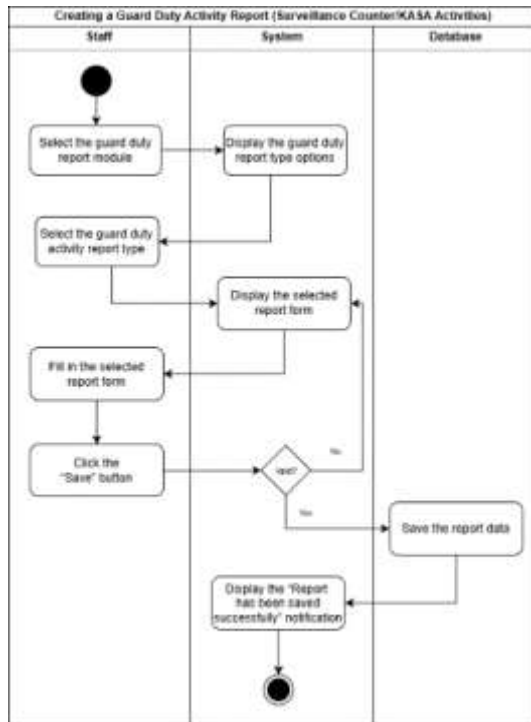 Creating a Guard Duty Activity Report (Surveillance Counter/KASA Activities)
Staff
System
Database
Select the guard duty
report module
Display the guard duty
report type options
Select the guard duty
activity report type
Display the selected
report form
Fill in the selected
report form
Click the
"Save" button
No
Yes
Save the report data
Display the "Report
has been saved
successfully" notification